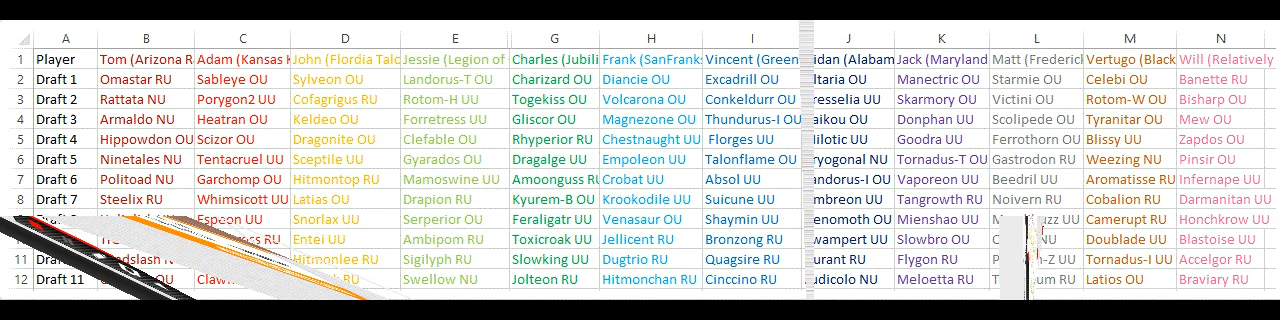 A B C D E G H I J K L M N
1 Player Tom (Arizona R Adam (Kansas K John (Flordia Talo Jessie (Legion of Charles (Jubili Frank (SanFranks Vincent (Green idan (Alabam Jack (Maryland Matt (Frederic Vertugo (Black Will (Relatively
2 Draft 1 Omastar RU Sableye OU Sylveon OU Landorus-T OU Charizard OU Diancie OU Excadrill OU ltaria OU Manectric OU Starmie OU Celebi OU Banette RU
3 Draft 2 Rattata NU Porygon2 UU Cofagrigus RU Rotom-H UU Togekiss OU Volcarona OU Conkeldurr OU resselia UU Skarmory OU Victini OU Rotom-W OU Bisharp OU
4 Draft 3 Armaldo NU Heatran OU Keldeo OU Forretress UU Gliscor OU Magnezone OU Thundurus-I OU aikou OU Donphan UU Scolipede OU Tyranitar OU Mew OU
5 Draft 4 Hippowdon OU Scizor OU Dragonite OU Clefable OU Rhyperior RU Chestnaught UU Florges UU ilotic UU Goodra UU Ferrothorn OU Blissy UU Zapdos OU
6 Draft 5 Ninetales NU Tentacruel UU Sceptile UU Gyarados OU Dragalge UU Empoleon UU Talonflame OU ryogonal NU Tornadus-T OU Gastrodon RU Weezing NU Pinsir OU
7 Draft 6 Politoad NU Garchomp OU Hitmontop RU Mamoswine UU Amoonguss RU Crobat UU Absol UU andorus-I OU Vaporeon UU Beedril UU Aromatisse RU Infernape UU
8 Draft 7 Steelix RU Whimsicott UU Latias OU Drapion RU Kyurem-B OU Krookodile UU Suicune UU mbreon UU Tangrowth RU Noivern RU Cobalion RU Darmanitan UU
Espeon UU Snorlax UU Serperior OU Feraligatr UU Venasaur OU Shaymin UU enomoth OU Mienshao UU UU Camerupt RU Honchkrow UU
RU Entei UU Ambipom RU Toxicroak UU Jellicent RU Bronzong RU wampert UU Slowbro OU NU Doublade UU Blastoise UU
11 Hitmonlee RU Sigilyph RU Slowking UU Dugtrio RU Quagsire RU urant RU Flygon RU UU Tornadus-I UU Accelgor RU
12 Draft 11 OU RU Swellow NU Jolteon RU Hitmonchan RU Cinccino RU udicolo NU Meloetta RU RU Latios OU Braviary RU